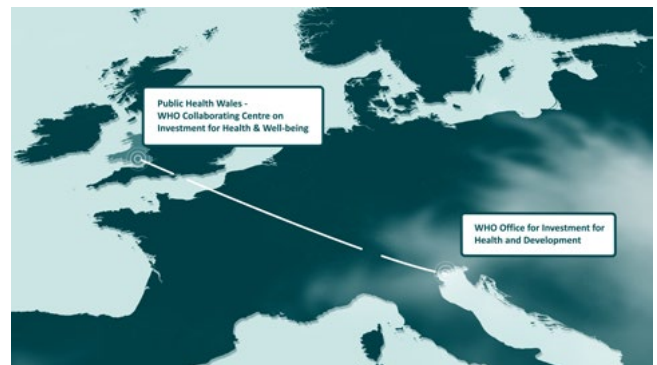 Public Health Wales -
WHO Collaborating Centre on
Investment for Health & Well-being
WHO Office for Investment for
Health and Development